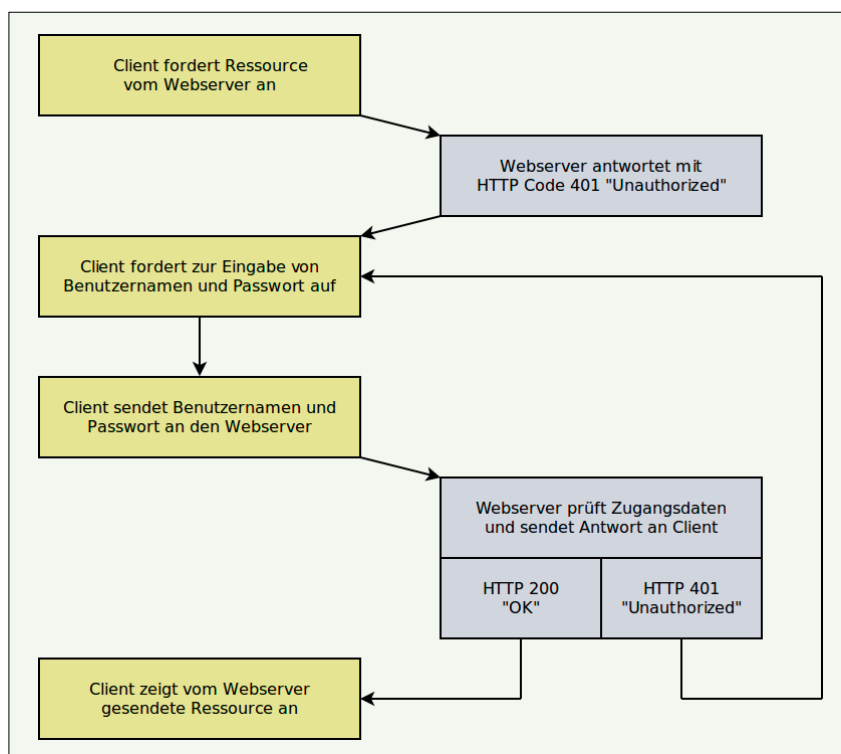 Client fordert Ressource
vom Webserver an
Webserver antwortet mit
HTTP Code 401 "Unauthorized"
Client fordert zur Eingabe von
Benutzernamen und Passwort auf
Client sendet Benutzernamen und
Passwort an den Webserver
Webserver prüft Zugangsdaten
und sendet Antwort an Client
HTTP 200
"OK"
HTTP 401
"Unauthorized"
Client zeigt vom Webserver
gesendete Ressource an